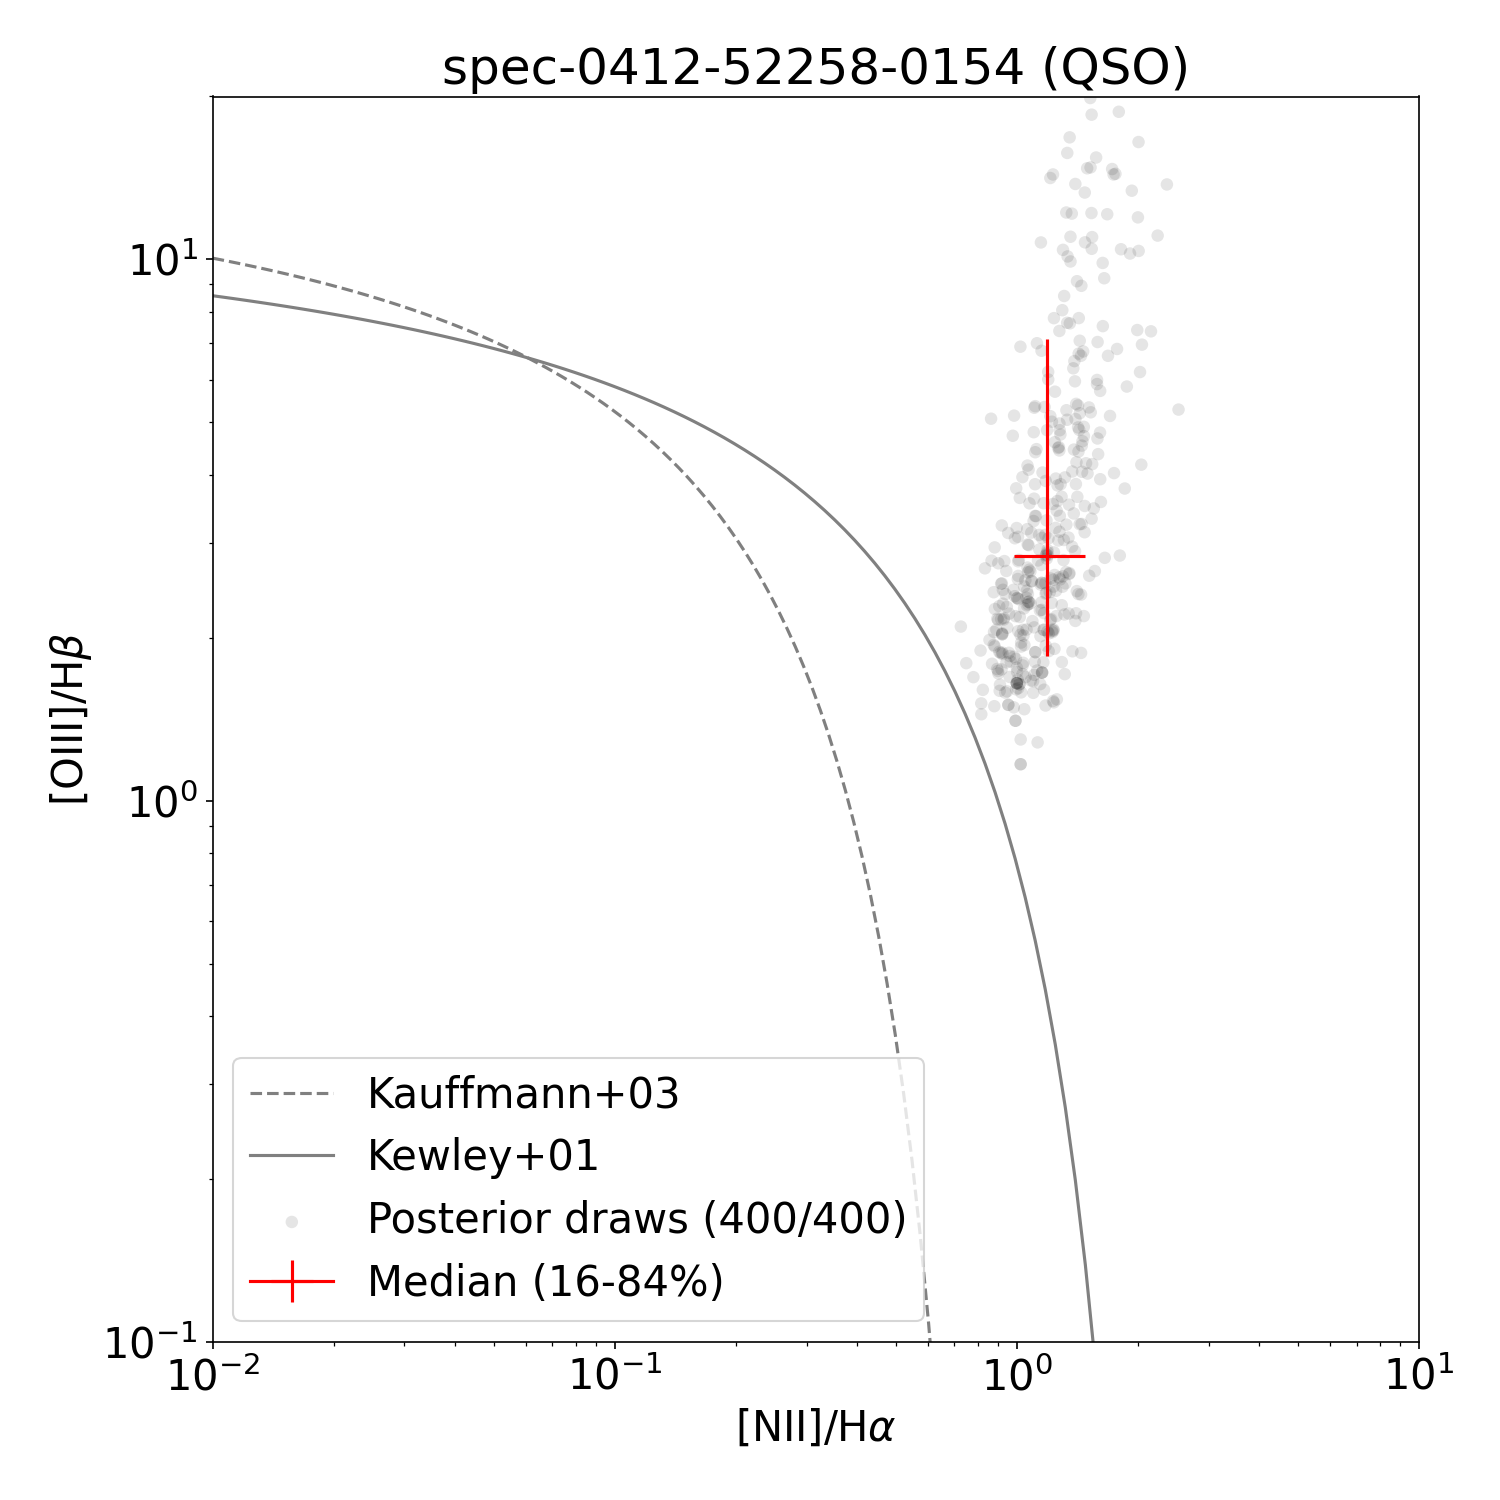 spec-0412-52258-0154 (QSO)
10¹
10⁰
10⁻¹
[OIII]/Hβ
Kauffmann+03
Kewley+01
Posterior draws (400/400)
Median (16-84%)
10⁻² 10⁻¹ 10⁰ 10¹
[NII]/Hα